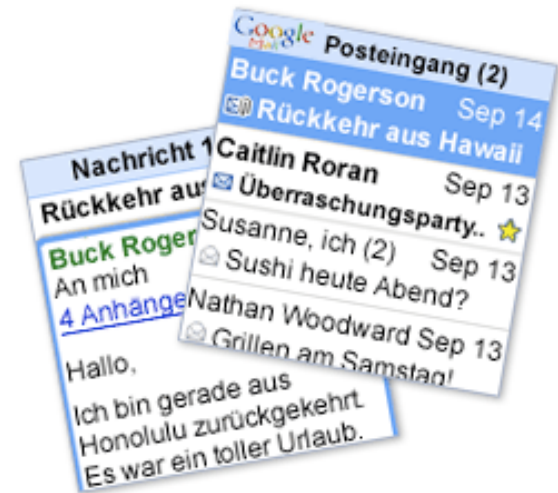 Google
Mail
Posteingang (2)
Buck Rogerson Sep 14
Rückkehr aus Hawaii
Caitlin Roran Sep 13
Überraschungsparty..
Susanne, ich (2) Sep 13
Sushi heute Abend?
Nathan Woodward Sep 13
Grillen am Samstag!
Nachricht 1
Rückkehr aus
Buck Roger
An mich
4 Anhänge
Hallo,
Ich bin gerade aus
Honolulu zurückgekehrt.
Es war ein toller Urlaub.